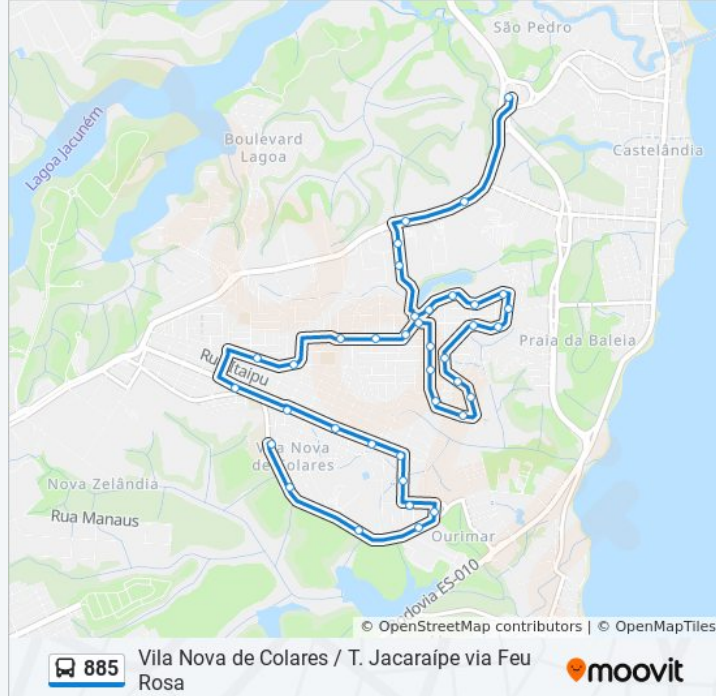 São Pedro
Lagoa Jacuném
Boulevard
Lagoa
Castelândia
Praia da Baleia
Rua Itaipu
Vila Nova
de Colares
Nova Zelândia
Rua Manaus
Ourimar
Rodovia ES-010
© OpenStreetMap contributors | © OpenMapTiles
885
Vila Nova de Colares / T. Jacaraípe via Feu
Rosa
moovit